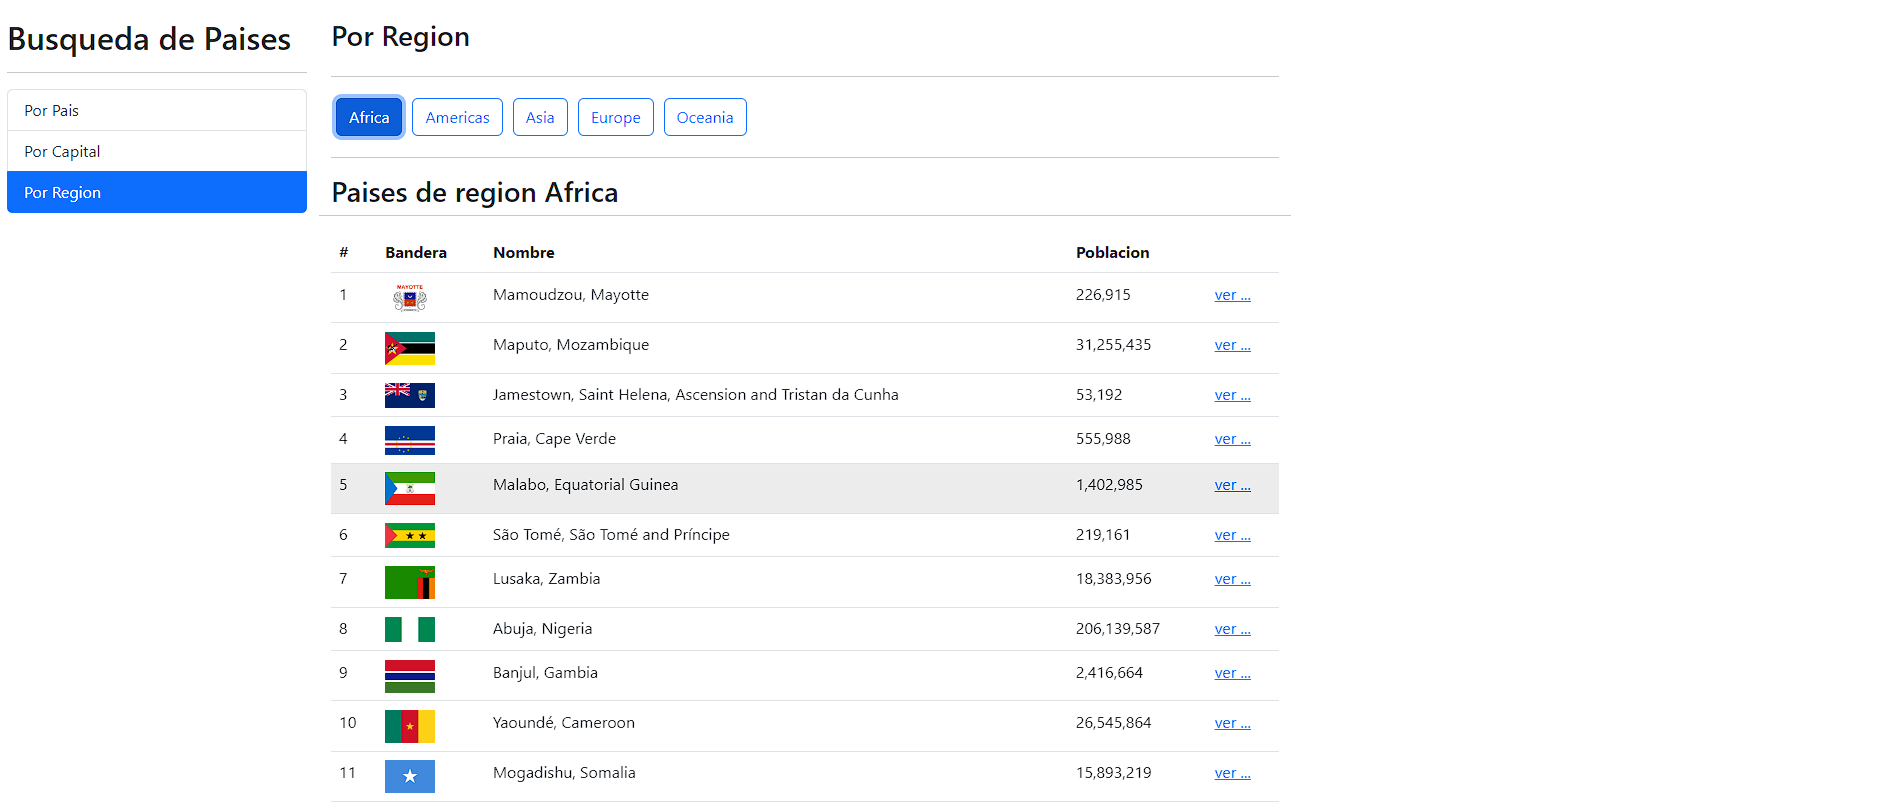 Busqueda de Paises
Por Pais
Por Capital
Por Region
Por Region
Africa Americas Asia Europe Oceania
Paises de region Africa
# Bandera Nombre Poblacion
1 MAYOTTE Mamoudzou, Mayotte 226,915 ver ...
2 Maputo, Mozambique 31,255,435 ver ...
3 Jamestown, Saint Helena, Ascension and Tristan da Cunha 53,192 ver ...
4 Praia, Cape Verde 555,988 ver ...
5 Malabo, Equatorial Guinea 1,402,985 ver ...
6 São Tomé, São Tomé and Príncipe 219,161 ver ...
7 Lusaka, Zambia 18,383,956 ver ...
8 Abuja, Nigeria 206,139,587 ver ...
9 Banjul, Gambia 2,416,664 ver ...
10 Yaoundé, Cameroon 26,545,864 ver ...
11 Mogadishu, Somalia 15,893,219 ver ...